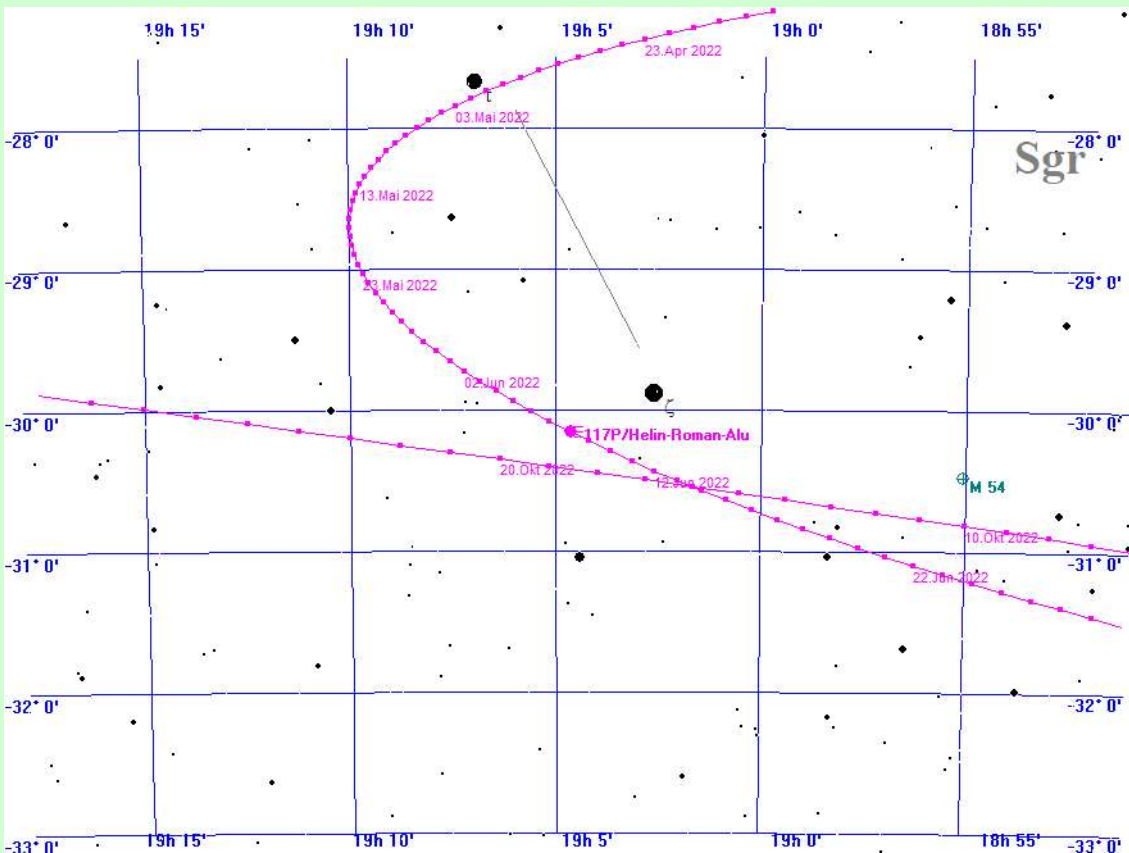 19h 15' 19h 10' 19h 5' 19h 0' 18h 55'
23.Apr 2022
τ
03.Mai 2022
-28° 0' -28° 0'
Sgr
13.Mai 2022
-29° 0' -29° 0'
23.Mai 2022
02.Jun 2022
ζ
-30° 0' -30° 0'
117P/Helin-Roman-Alu
20.Okt 2022
12.Jun 2022
M 54
10.Okt 2022
-31° 0' -31° 0'
22.Jun 2022
-32° 0' -32° 0'
19h 15' 19h 10' 19h 5' 19h 0' 18h 55'
-33° 0' -33° 0'